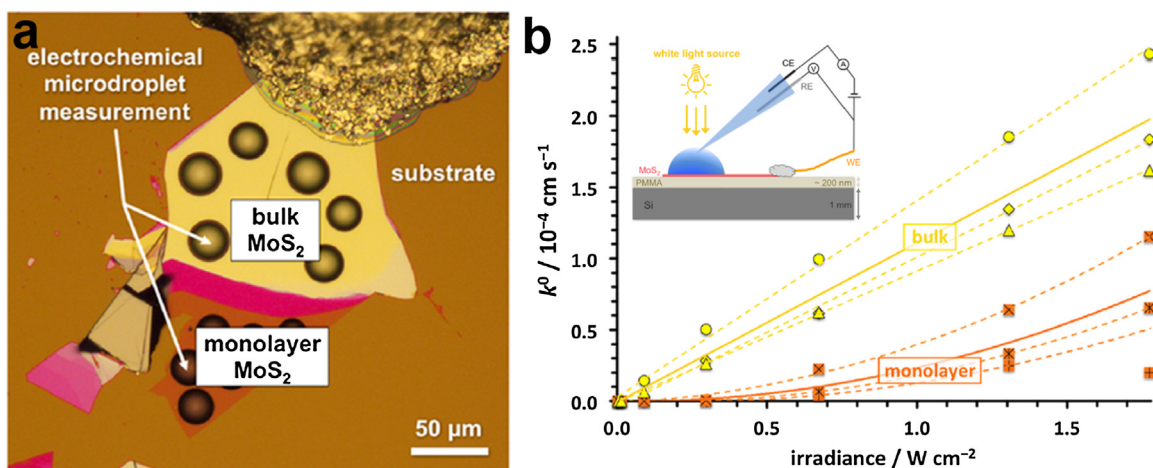 a
electrochemical
microdroplet
measurement
substrate
bulk
MoS₂
monolayer
MoS₂
50 µm
b
k⁰ / 10⁻⁴ cm s⁻¹
2.5
2.0
1.5
1.0
0.5
0.0
white light source
CE
RE
V
A
WE
MoS₂
PMMA
~ 200 nm
Si
1 mm
bulk
monolayer
0.0
0.5
1.0
1.5
irradiance / W cm⁻²